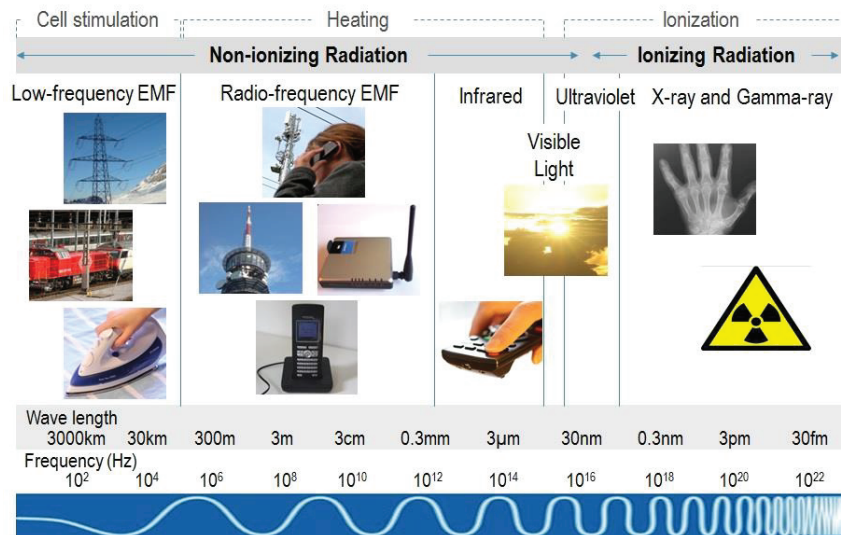 Cell stimulation Heating Ionization
Non-ionizing Radiation Ionizing Radiation
Low-frequency EMF Radio-frequency EMF Infrared Ultraviolet X-ray and Gamma-ray
Visible
Light
Wave length
3000km 30km 300m 3m 3cm 0.3mm 3µm 30nm 0.3nm 3pm 30fm
Frequency (Hz)
10² 10⁴ 10⁶ 10⁸ 10¹⁰ 10¹² 10¹⁴ 10¹⁶ 10¹⁸ 10²⁰ 10²²